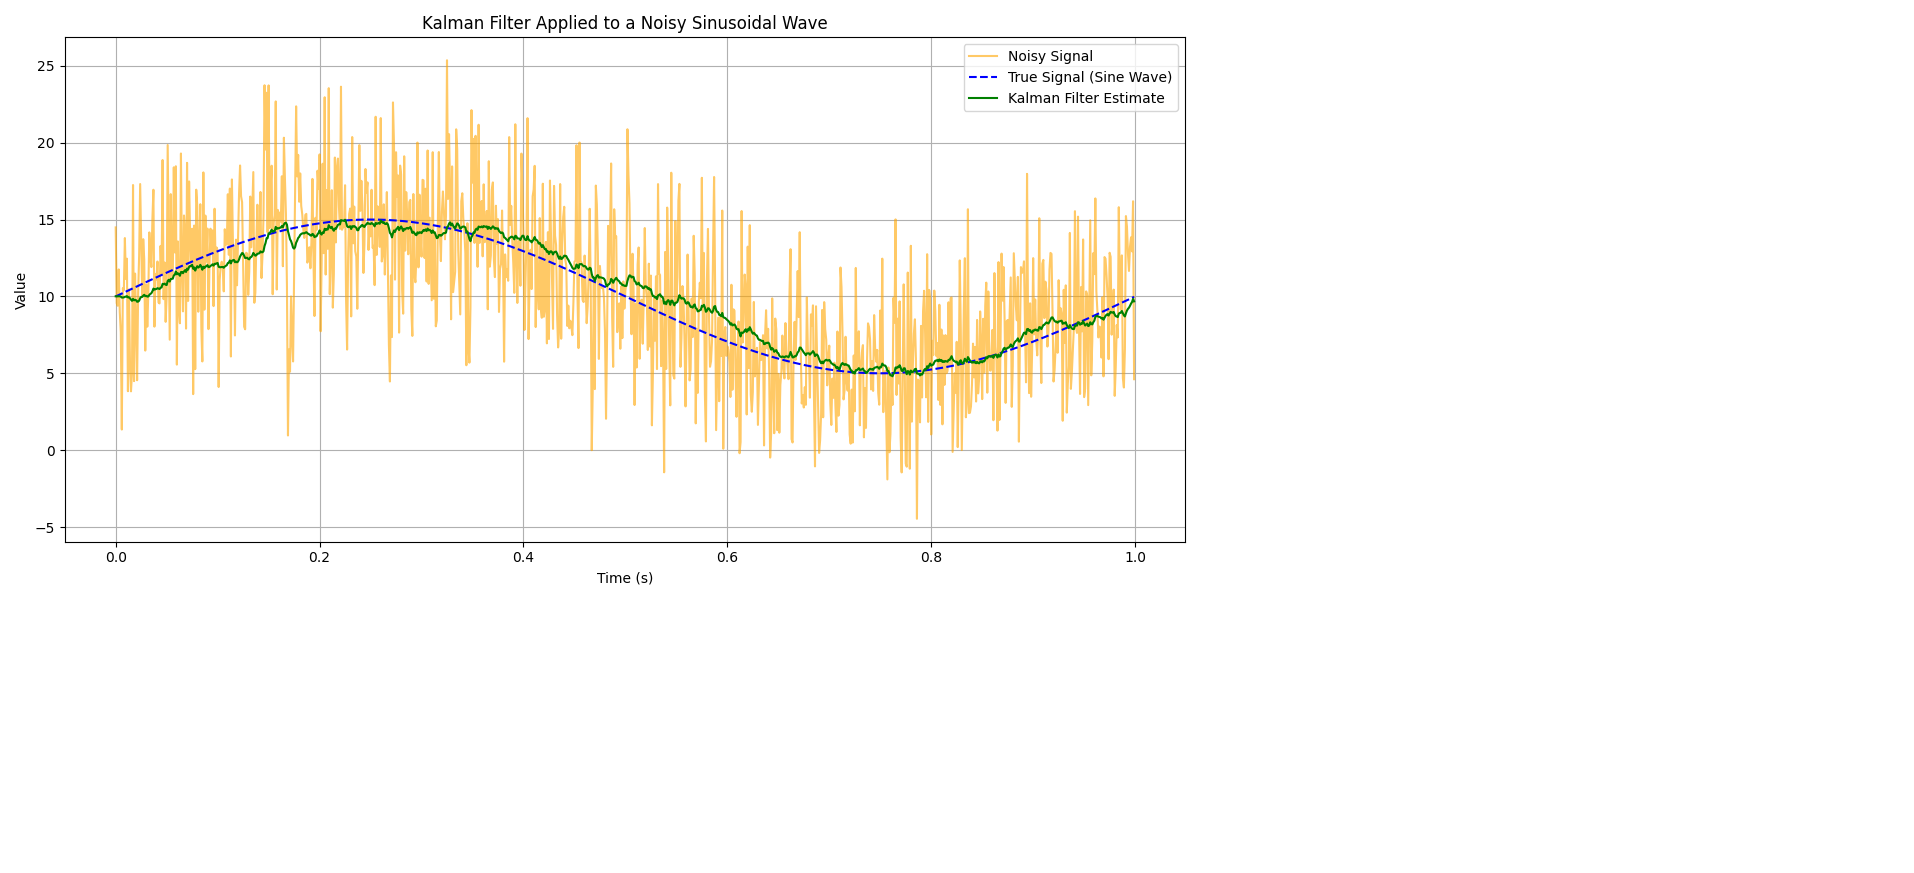 Kalman Filter Applied to a Noisy Sinusoidal Wave
Noisy Signal
True Signal (Sine Wave)
Kalman Filter Estimate
Value
25
20
15
10
5
0
−5
0.0
0.2
0.4
0.6
0.8
1.0
Time (s)